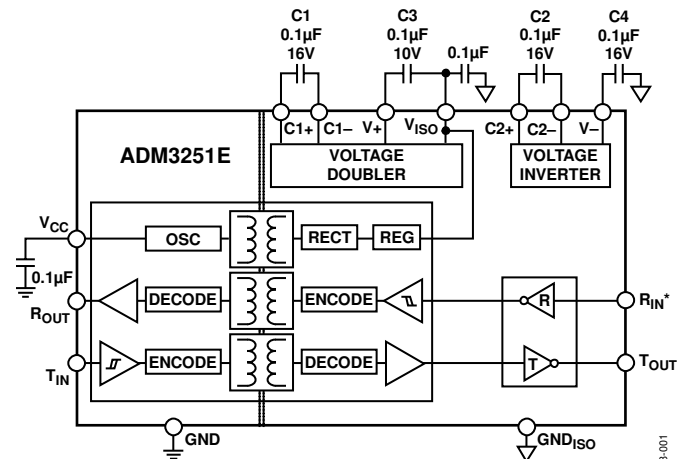 C1
0.1µF
16V
C3
0.1µF
10V
0.1µF
C2
0.1µF
16V
C4
0.1µF
16V
C1+ C1– V+ VISO C2+ C2– V–
ADM3251E
VOLTAGE
DOUBLER
VOLTAGE
INVERTER
VCC
OSC
RECT
REG
0.1µF
ROUT
DECODE
ENCODE
R
RIN*
TIN
ENCODE
DECODE
T
TOUT
GND
GNDISO